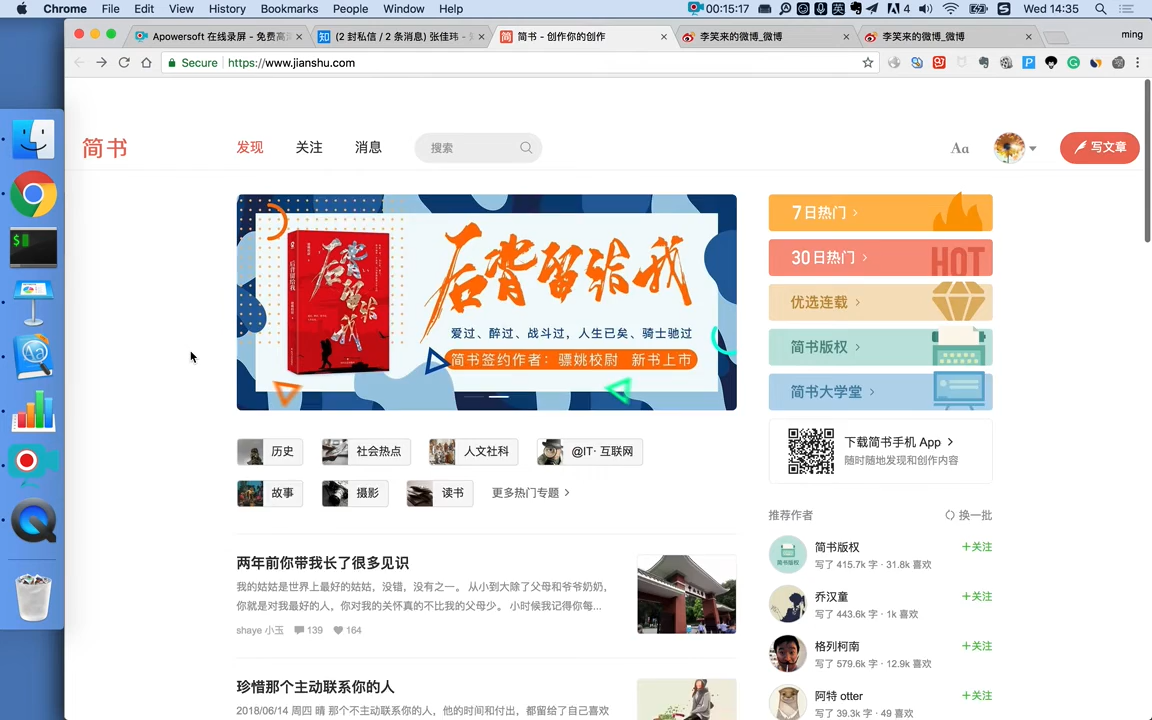 Chrome File Edit View History Bookmarks People Window Help 00:15:17 英 4 Wed 14:35
Apowersoft 在线录屏 - 免费高清
(2 封私信 / 2 条消息) 张佳玮 -
简书 - 创作你的创作
李笑来的微博_微博
李笑来的微博_微博
ming
Secure https://www.jianshu.com
简书 发现 关注 消息 搜索 Aa 写文章
后背留给我
后背留给我
爱过、醉过、战斗过，人生已矣、骑士驰过
简书签约作者：骠姚校尉 新书上市
7日热门
30日热门
HOT
优选连载
简书版权
简书大学堂
下载简书手机 App
随时随地发现和创作内容
历史 社会热点 人文社科 @IT· 互联网
故事 摄影 读书 更多热门专题
推荐作者 换一批
简书版权 +关注
写了 415.7k 字 · 31.8k 喜欢
乔汉童 +关注
写了 443.6k 字 · 1k 喜欢
格列柯南 +关注
写了 579.6k 字 · 12.9k 喜欢
阿特 otter +关注
写了 39.3k 字 · 49 喜欢
两年前你带我长了很多见识
我的姑姑是世界上最好的姑姑，没错，没有之一。 从小到大除了父母和爷爷奶奶，
你就是对我最好的人，你对我的关怀真的不比我的父母少。 小时候我记得你每...
shaye 小玉 139 164
珍惜那个主动联系你的人
2018/06/14 周四 晴 那个不主动联系你的人，他的时间和付出，都留给了自己喜欢